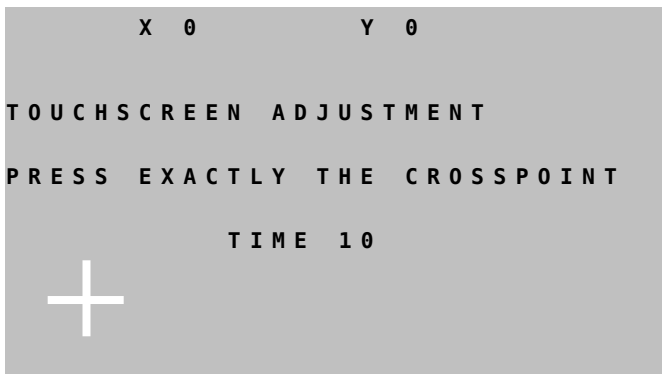 X 0 Y 0
TOUCHSCREEN ADJUSTMENT
PRESS EXACTLY THE CROSSPOINT
TIME 10